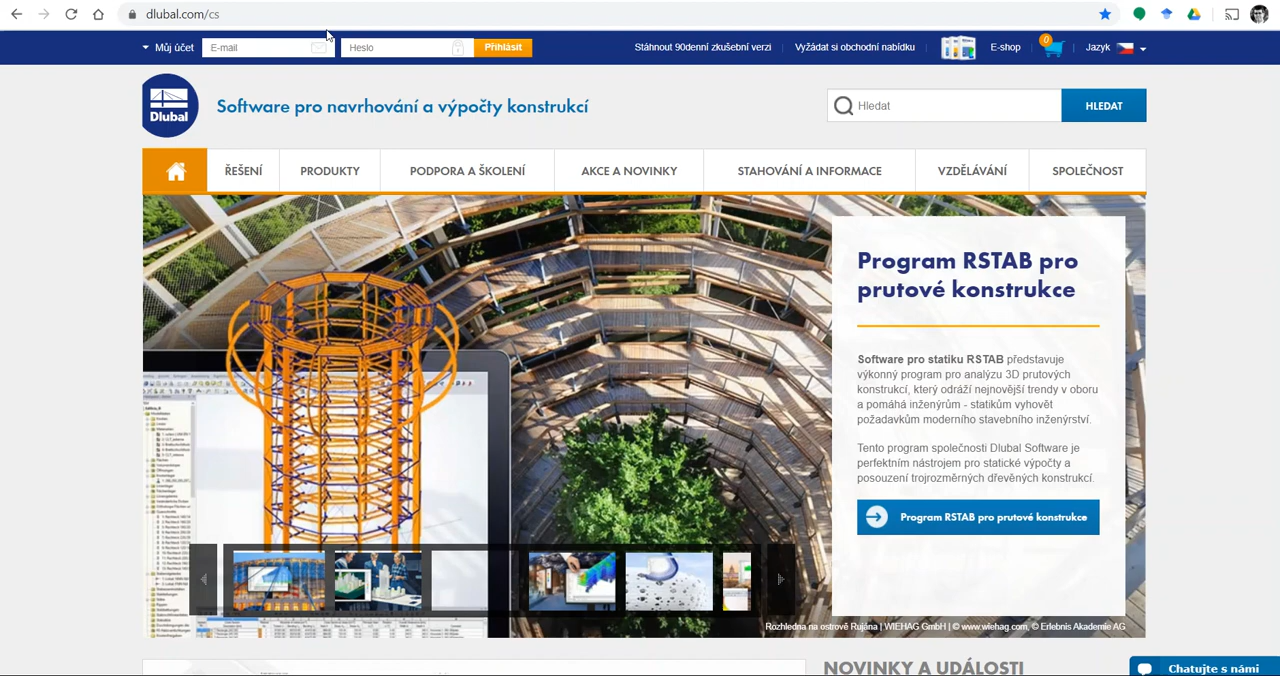 dlubal.com/cs
Můj účet
E-mail
Heslo
Přihlásit
Stáhnout 90denní zkušební verzi
Vyžádat si obchodní nabídku
E-shop
0
Jazyk
Dlubal
Software pro navrhování a výpočty konstrukcí
Hledat
HLEDAT
ŘEŠENÍ
PRODUKTY
PODPORA A ŠKOLENÍ
AKCE A NOVINKY
STAHOVÁNÍ A INFORMACE
VZDĚLÁVÁNÍ
SPOLEČNOST
Program RSTAB pro
prutové konstrukce
Software pro statiku RSTAB představuje
výkonný program pro analýzu 3D prutových
konstrukcí, který odráží nejnovější trendy v oboru
a pomáhá inženýrům - statikům vyhovět
požadavkům moderního stavebního inženýrství.
Tento program společnosti Dlubal Software je
perfektním nástrojem pro statické výpočty a
posouzení trojrozměrných dřevěných konstrukcí.
Program RSTAB pro prutové konstrukce
Rozhledna na ostrově Rujána | WIEHAG GmbH | © www.wiehag.com, © Erlebnis Akademie AG
NOVINKY A UDÁLOSTI
Chatujte s námi